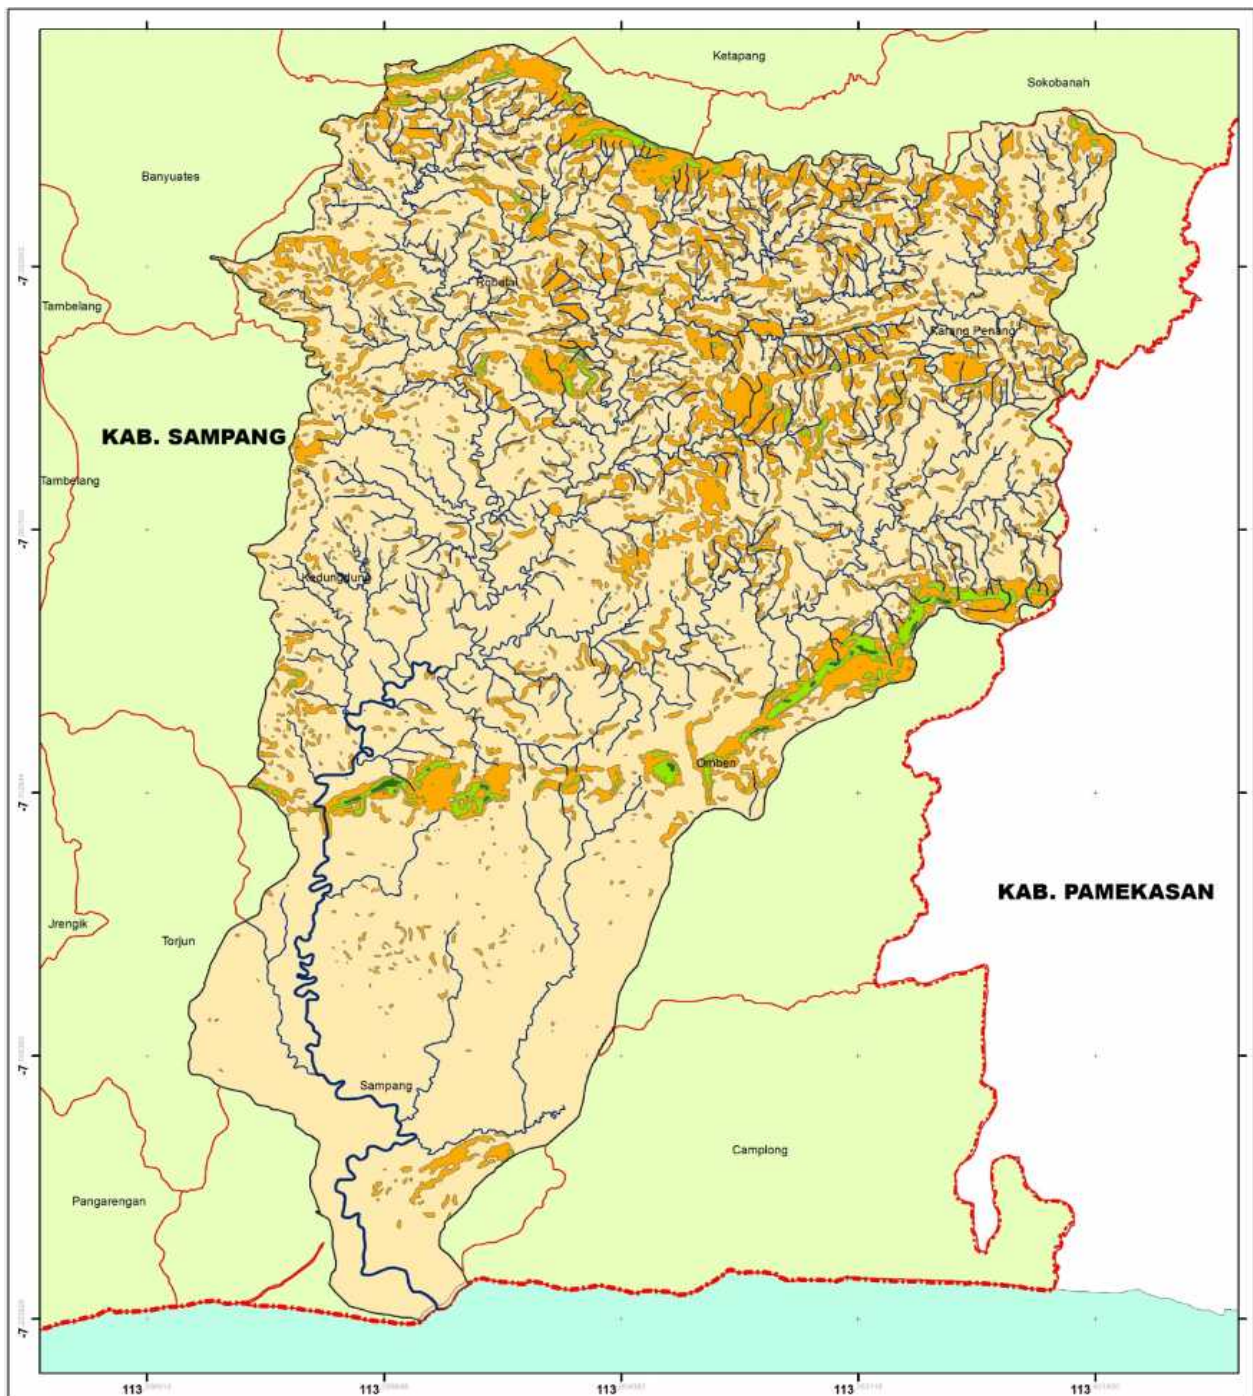 Ketapang
Sokobanah
Banyuates
Tambelang
Robatal
Karang Penang
KAB. SAMPANG
Tambelang
Kedungdung
Omben
KAB. PAMEKASAN
Jrengik
Torjun
Sampang
Camplong
Pangarengan
-7
-7
-7
-7
-7
113
113
113
113
113